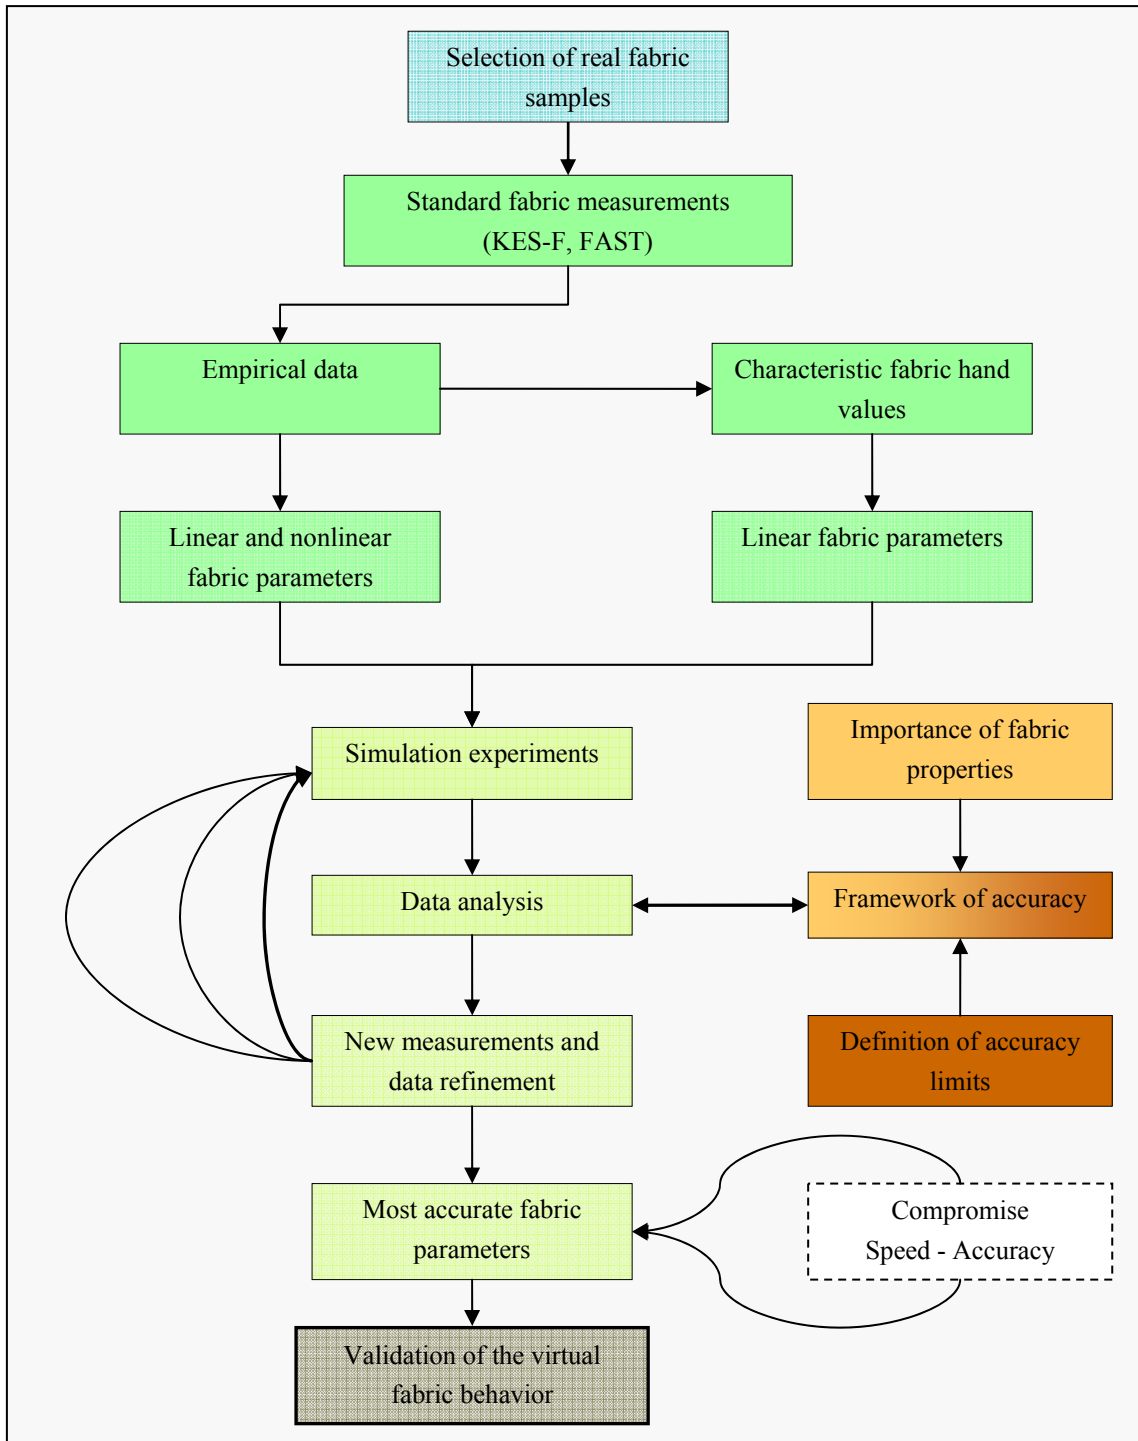 Selection of real fabric
samples
Standard fabric measurements
(KES-F, FAST)
Empirical data
Characteristic fabric hand
values
Linear and nonlinear
fabric parameters
Linear fabric parameters
Simulation experiments
Importance of fabric
properties
Data analysis
Framework of accuracy
New measurements and
data refinement
Definition of accuracy
limits
Most accurate fabric
parameters
Compromise
Speed - Accuracy
Validation of the virtual
fabric behavior